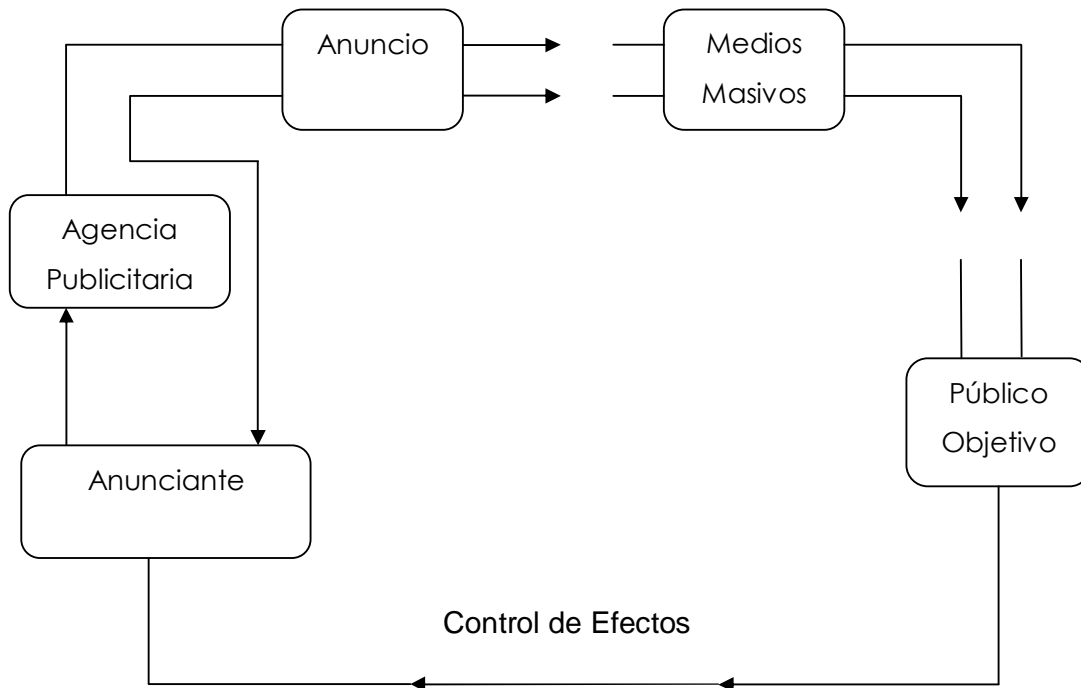 Anuncio
Medios
Masivos
Agencia
Publicitaria
Público
Objetivo
Anunciante
Control de Efectos